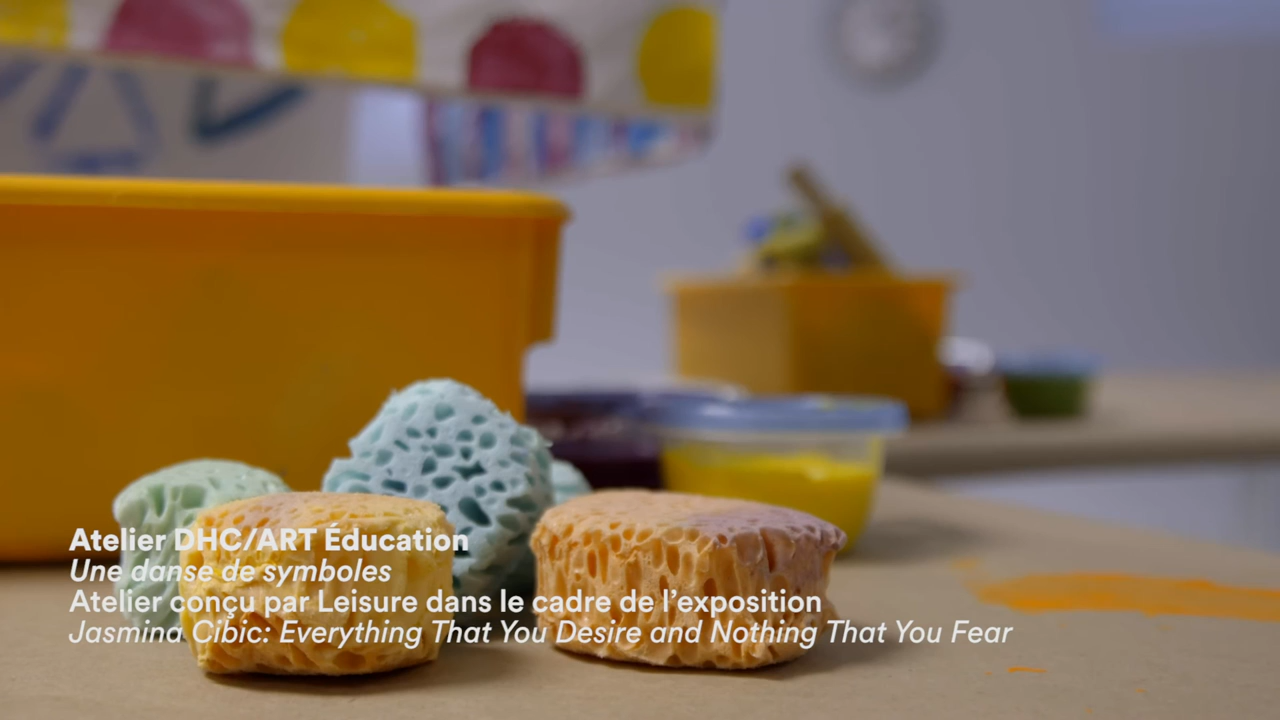 Atelier DHC/ART Éducation
Une danse de symboles
Atelier conçu par Leisure dans le cadre de l’exposition
Jasmina Cibic: Everything That You Desire and Nothing That You Fear